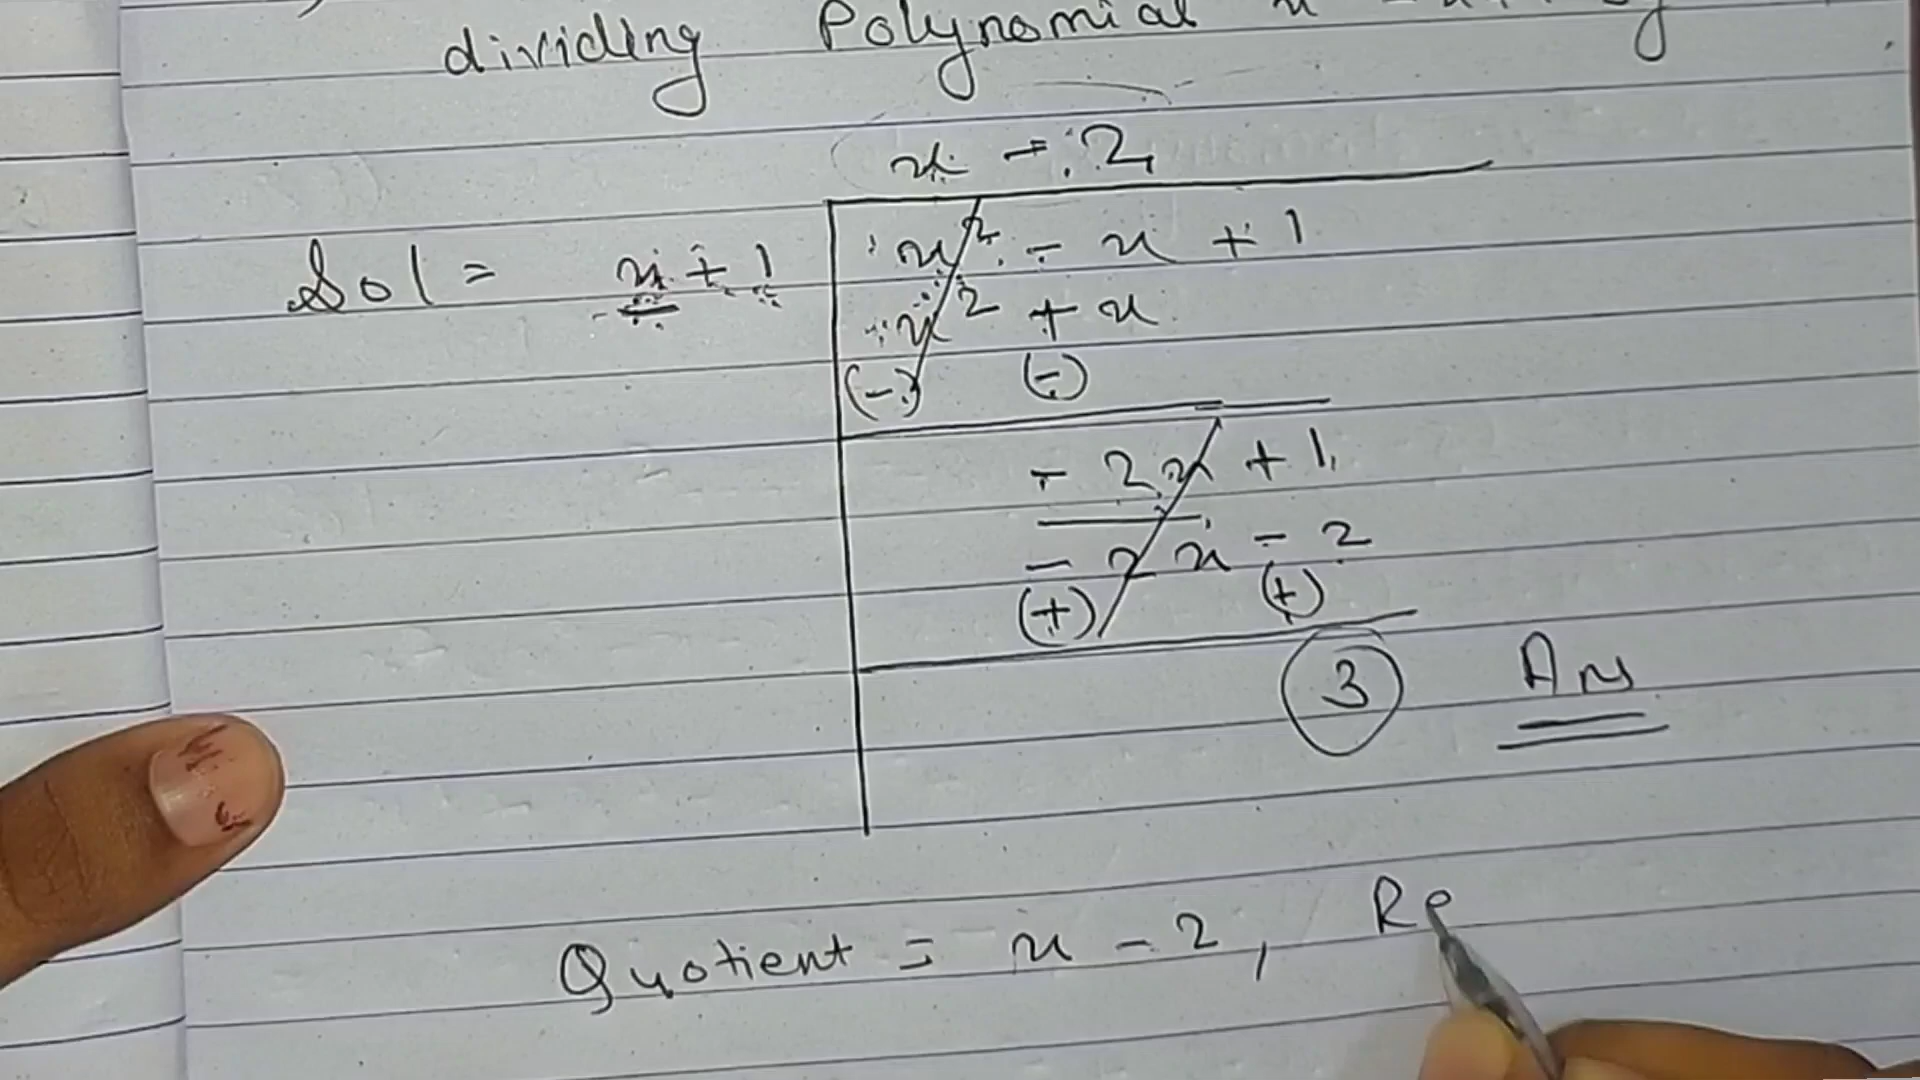 dividing Polynomial
x - 2
Sol = x + 1 x² - x + 1
x² + x
(-) (-)
- 2x + 1
- 2x - 2
(+) (+)
3 Ans
Quotient = x - 2, Re